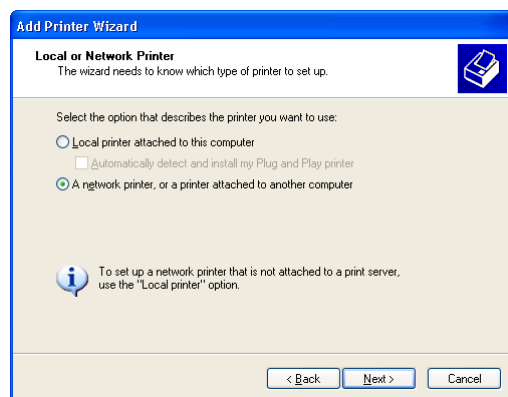 Add Printer Wizard
Local or Network Printer
The wizard needs to know which type of printer to set up.
Select the option that describes the printer you want to use:
Local printer attached to this computer
Automatically detect and install my Plug and Play printer
A network printer, or a printer attached to another computer
To set up a network printer that is not attached to a print server,
use the "Local printer" option.
< Back
Next >
Cancel